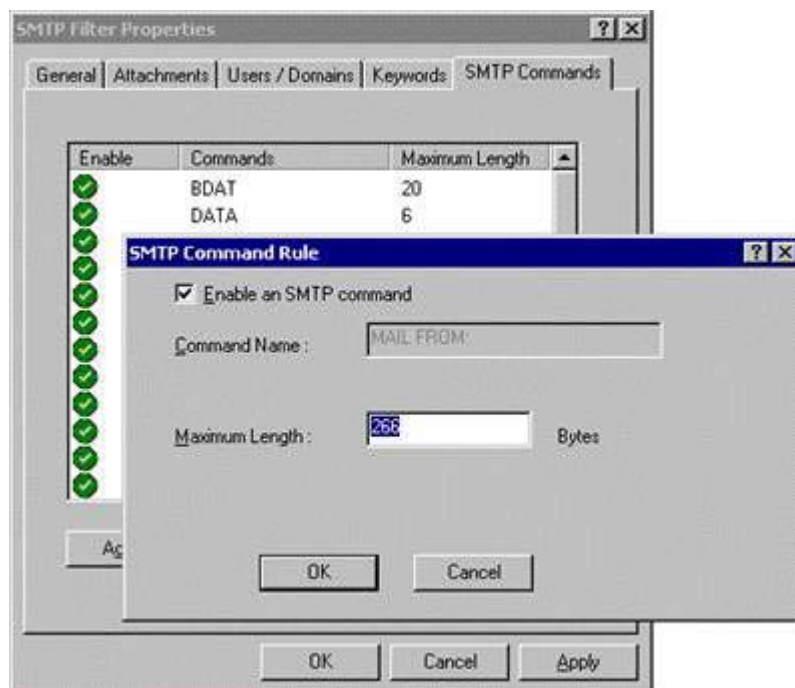 SMTP Filter Properties
General Attachments Users / Domains Keywords SMTP Commands
Enable Commands Maximum Length
BDAT 20
DATA 6
SMTP Command Rule
Enable an SMTP command
Command Name : MAIL FROM:
Maximum Length : 266 Bytes
OK Cancel
OK Cancel Apply